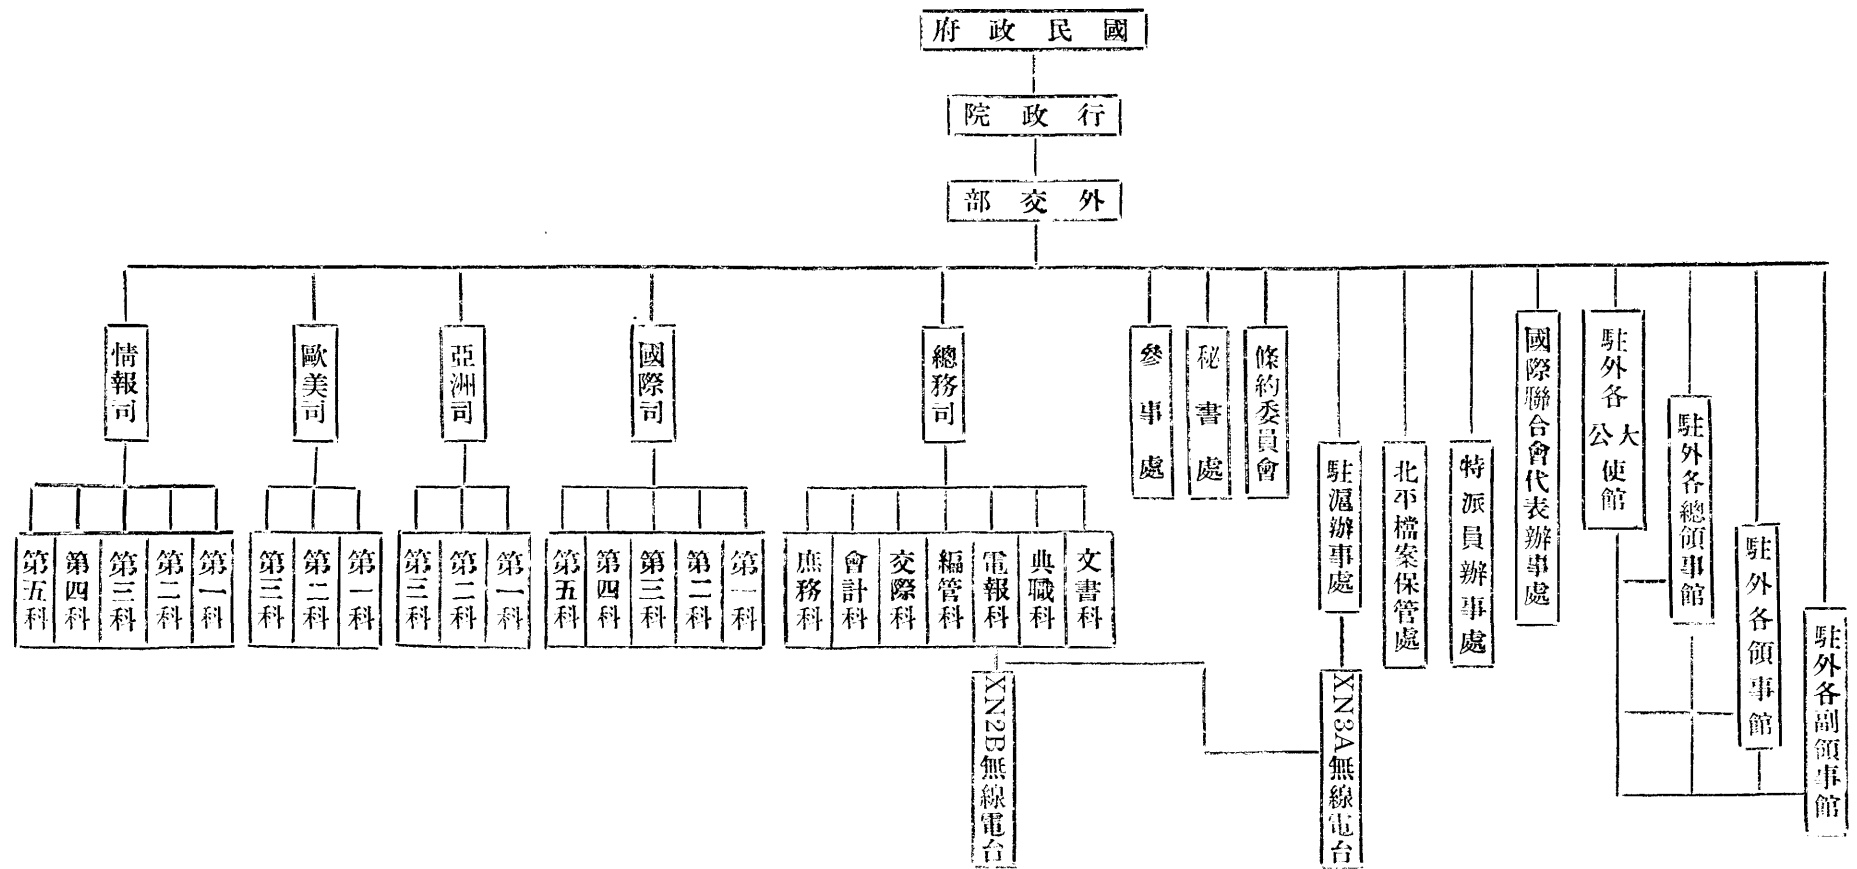 國民政府
行政院
外交部
駐外各副領事館
駐外各領事館
駐外各總領事館
駐外各大公使館
國際聯合會代表辦事處
特派員辦事處
北平檔案保管處
駐滬辦事處
XN3A無線電台
條約委員會
秘書處
參事處
總務司
文書科
典職科
電報科
XN2B無線電台
編管科
交際科
會計科
庶務科
國際司
第一科
第二科
第三科
第四科
第五科
亞洲司
第一科
第二科
第三科
歐美司
第一科
第二科
第三科
情報司
第一科
第二科
第三科
第四科
第五科